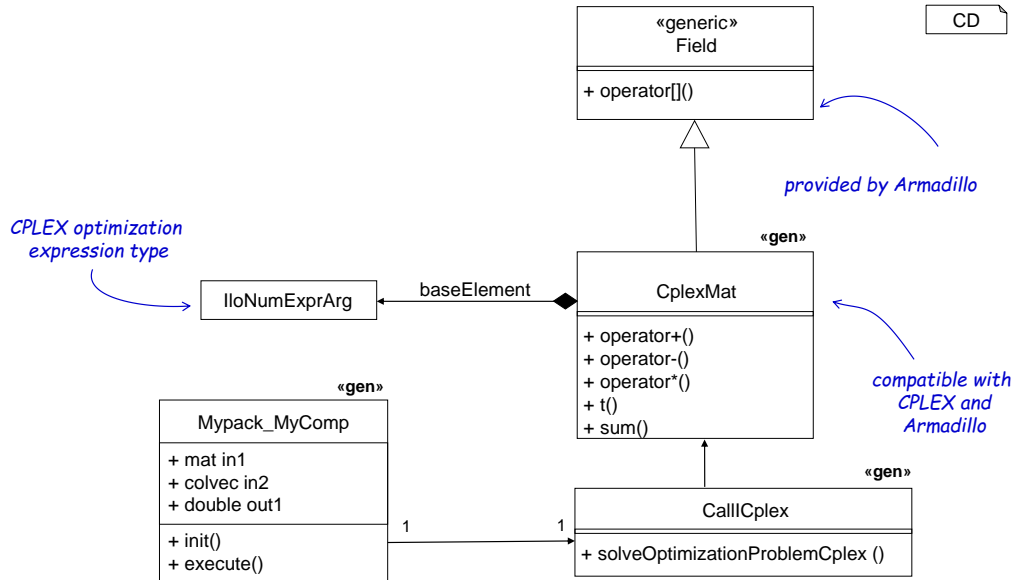 CD
«generic»
Field
+ operator[]()
provided by Armadillo
CPLEX optimization
expression type
«gen»
IloNumExprArg
baseElement
CplexMat
+ operator+()
+ operator-()
+ operator*()
+ t()
+ sum()
compatible with
CPLEX and
Armadillo
«gen»
Mypack_MyComp
+ mat in1
+ colvec in2
+ double out1
+ init()
+ execute()
1
1
«gen»
CallICplex
+ solveOptimizationProblemCplex ()